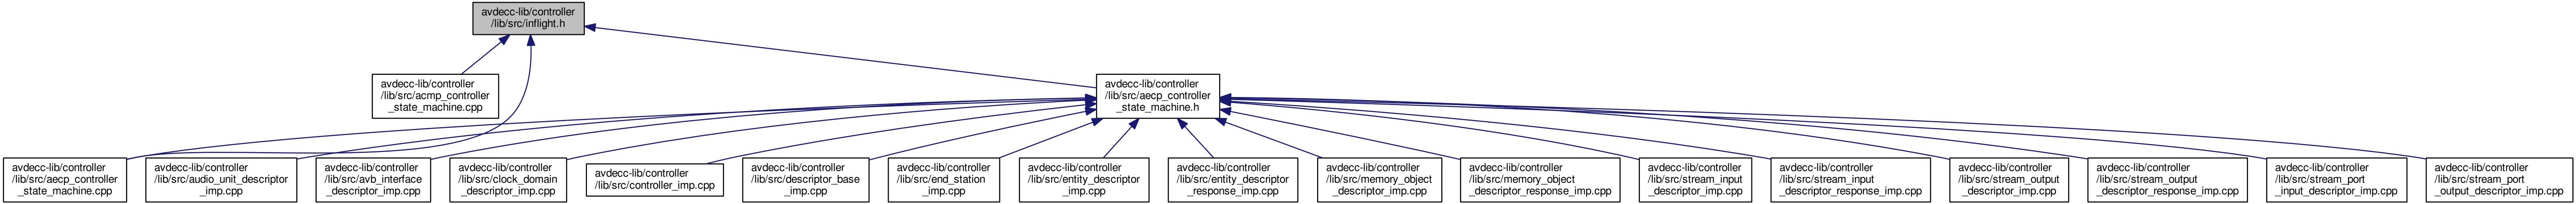 avdecc-lib/controller
/lib/src/inflight.h
avdecc-lib/controller
/lib/src/acmp_controller
_state_machine.cpp
avdecc-lib/controller
/lib/src/aecp_controller
_state_machine.h
avdecc-lib/controller
/lib/src/aecp_controller
_state_machine.cpp
avdecc-lib/controller
/lib/src/audio_unit_descriptor
_imp.cpp
avdecc-lib/controller
/lib/src/avb_interface
_descriptor_imp.cpp
avdecc-lib/controller
/lib/src/clock_domain
_descriptor_imp.cpp
avdecc-lib/controller
/lib/src/controller_imp.cpp
avdecc-lib/controller
/lib/src/descriptor_base
_imp.cpp
avdecc-lib/controller
/lib/src/end_station
_imp.cpp
avdecc-lib/controller
/lib/src/entity_descriptor
_imp.cpp
avdecc-lib/controller
/lib/src/entity_descriptor
_response_imp.cpp
avdecc-lib/controller
/lib/src/memory_object
_descriptor_imp.cpp
avdecc-lib/controller
/lib/src/memory_object
_descriptor_response_imp.cpp
avdecc-lib/controller
/lib/src/stream_input
_descriptor_imp.cpp
avdecc-lib/controller
/lib/src/stream_input
_descriptor_response_imp.cpp
avdecc-lib/controller
/lib/src/stream_output
_descriptor_imp.cpp
avdecc-lib/controller
/lib/src/stream_output
_descriptor_response_imp.cpp
avdecc-lib/controller
/lib/src/stream_port
_input_descriptor_imp.cpp
avdecc-lib/controller
/lib/src/stream_port
_output_descriptor_imp.cpp